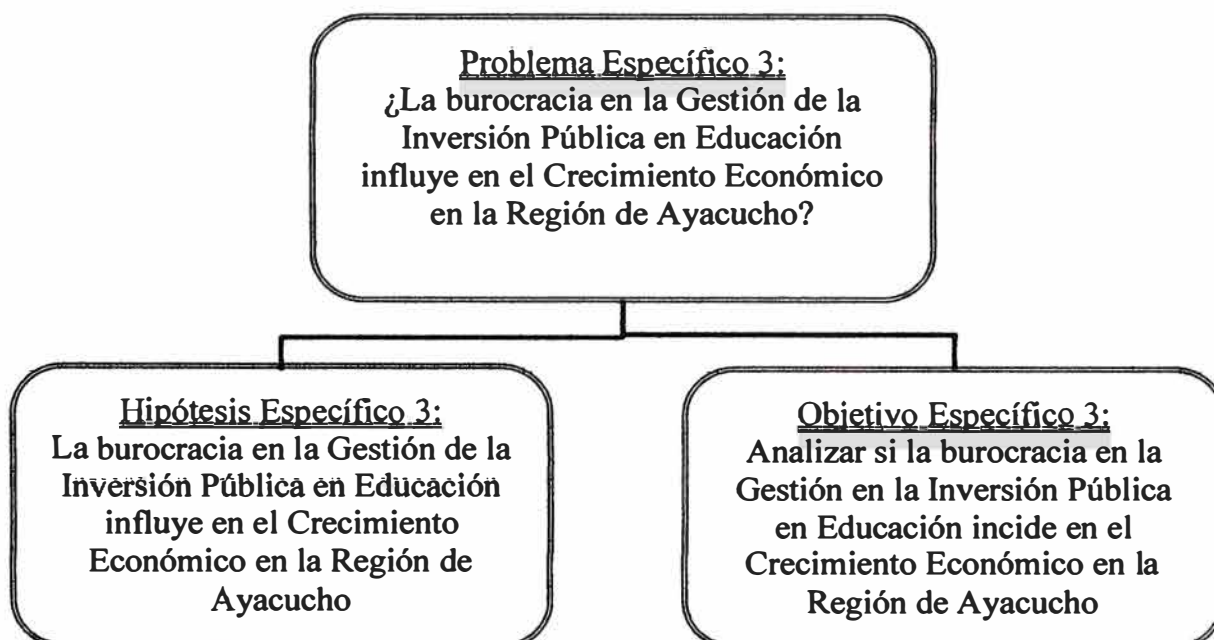 Problema Específico 3:
¿La burocracia en la Gestión de la
Inversión Pública en Educación
influye en el Crecimiento Económico
en la Región de Ayacucho?
Hipótesis Específico 3:
La burocracia en la Gestión de la
Inversión Pública en Educación
influye en el Crecimiento
Económico en la Región de
Ayacucho
Objetivo Específico 3:
Analizar si la burocracia en la
Gestión en la Inversión Pública
en Educación incide en el
Crecimiento Económico en la
Región de Ayacucho